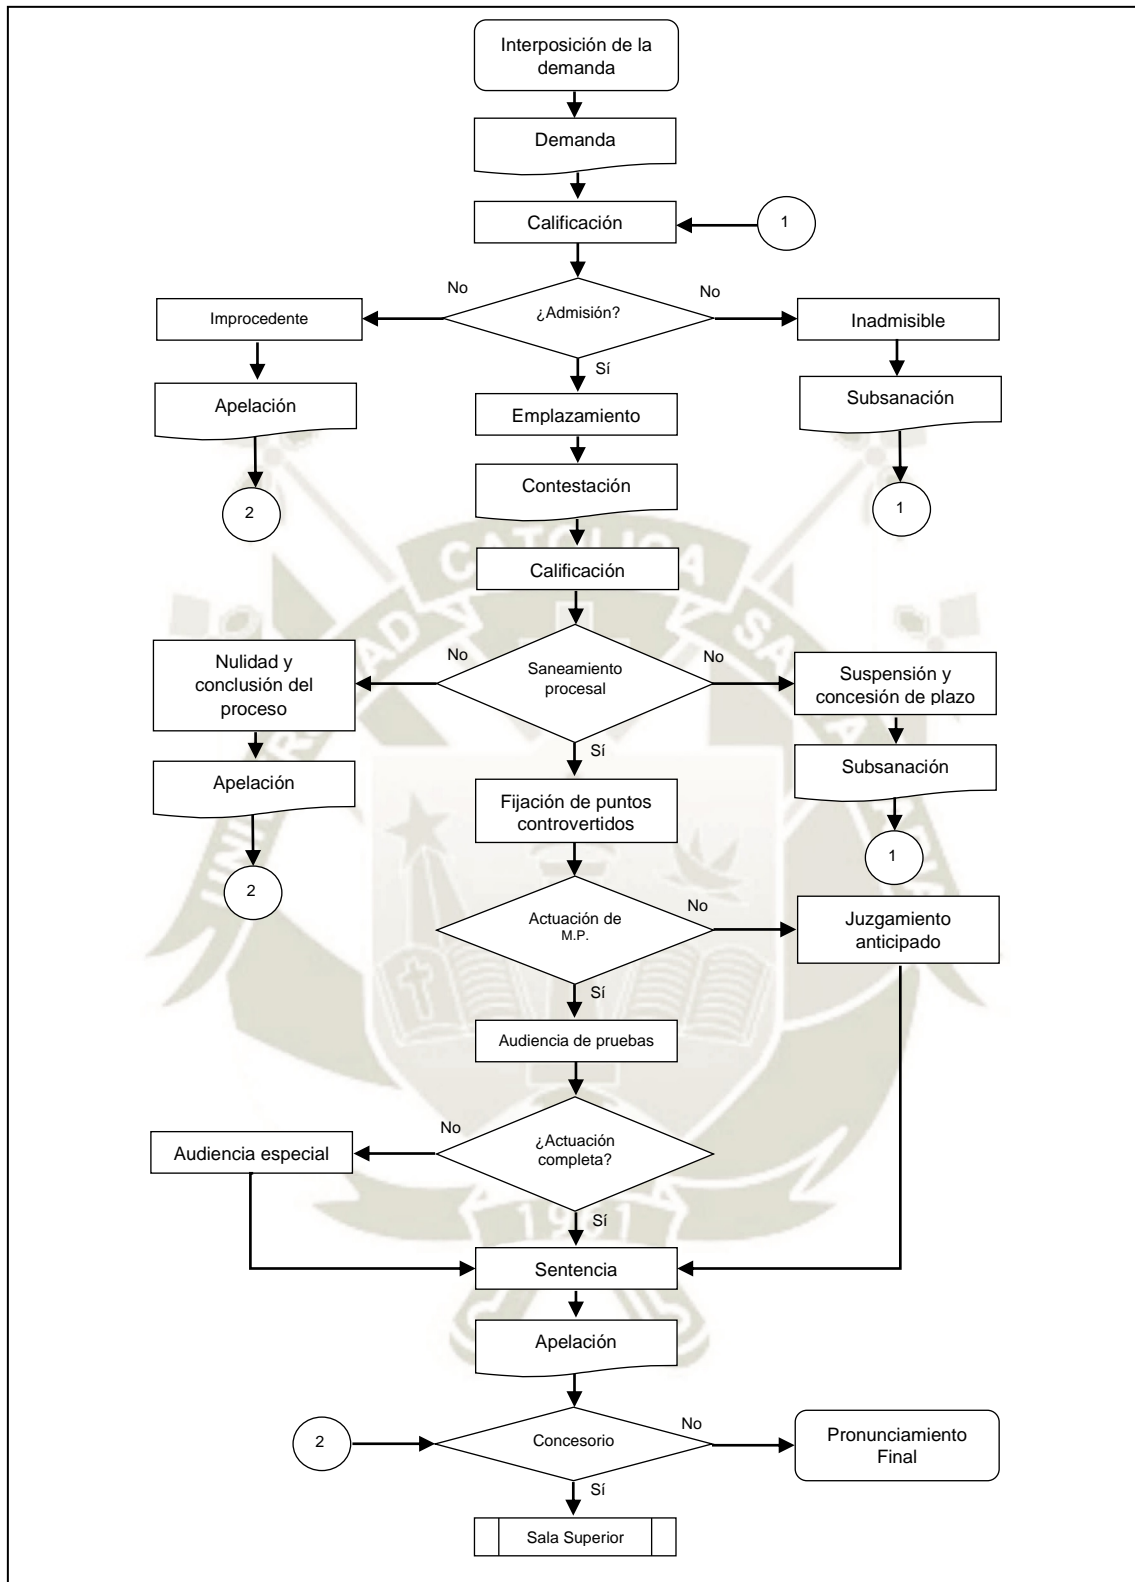 Interposición de la
demanda
Demanda
Calificación
1
No
No
Improcedente
¿Admisión?
Inadmisible
Sí
Apelación
Emplazamiento
Subsanación
2
Contestación
1
CATOLICA
Calificación
Nulidad y
conclusión del
proceso
No
Saneamiento
procesal
No
Suspensión y
concesión de plazo
Sí
Apelación
Subsanación
Fijación de puntos
controvertidos
2
1
Actuación de
M.P.
No
Juzgamiento
anticipado
Sí
Audiencia de pruebas
No
Audiencia especial
¿Actuación
completa?
Sí
1961
Sentencia
Apelación
2
Concesorio
No
Pronunciamiento
Final
Sí
Sala Superior